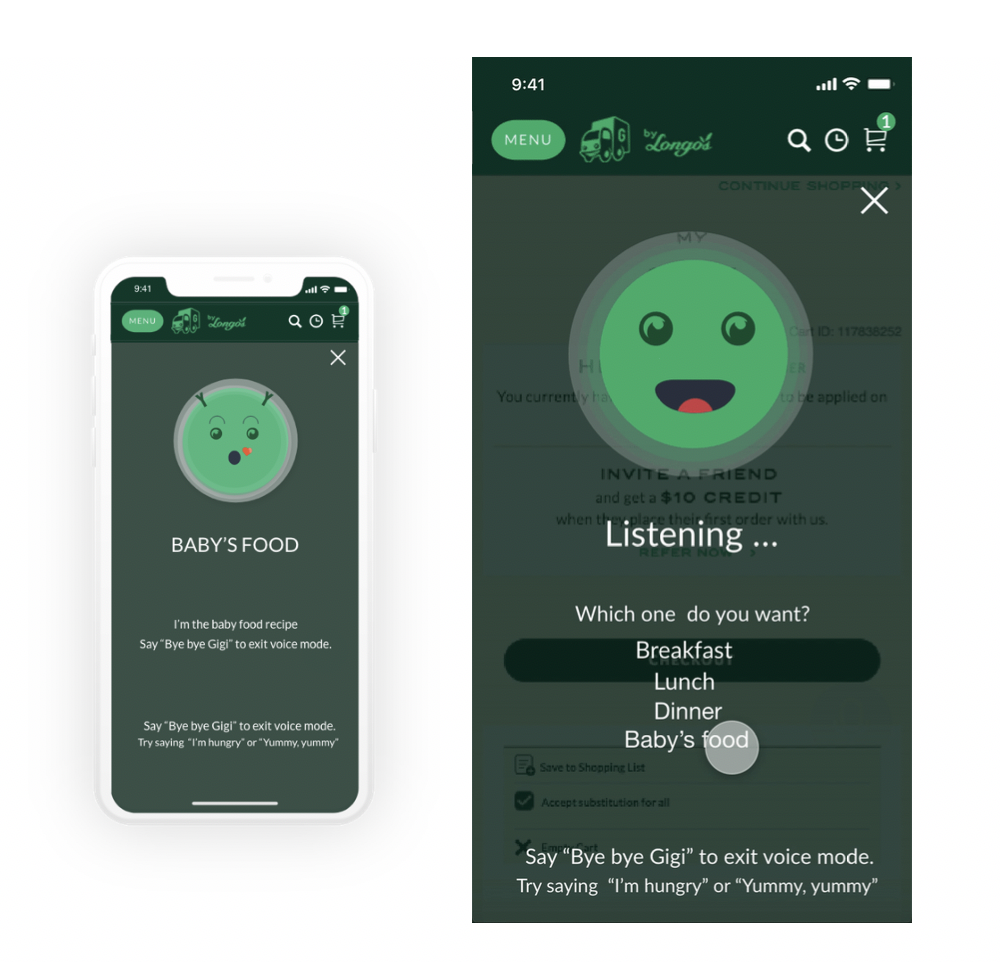 9:41
MENU
by Longo's
1
BABY'S FOOD
I'm the baby food recipe
Say "Bye bye Gigi" to exit voice mode.
Say "Bye bye Gigi" to exit voice mode.
Try saying "I'm hungry" or "Yummy, yummy"
9:41
MENU
G
by Longo's
1
CONTINUE SHOPPING >
MY
Cart ID: 117838252
You currently
to be applied on
INVITE A FRIEND
and get a $10 CREDIT
when they place their first order with us.
Listening ...
REFER NOW >
Which one do you want?
Breakfast
CHECKOUT
Lunch
Dinner
Baby's food
Save to Shopping List
Accept substitution for all
Empty Cart
Say "Bye bye Gigi" to exit voice mode.
Try saying "I'm hungry" or "Yummy, yummy"